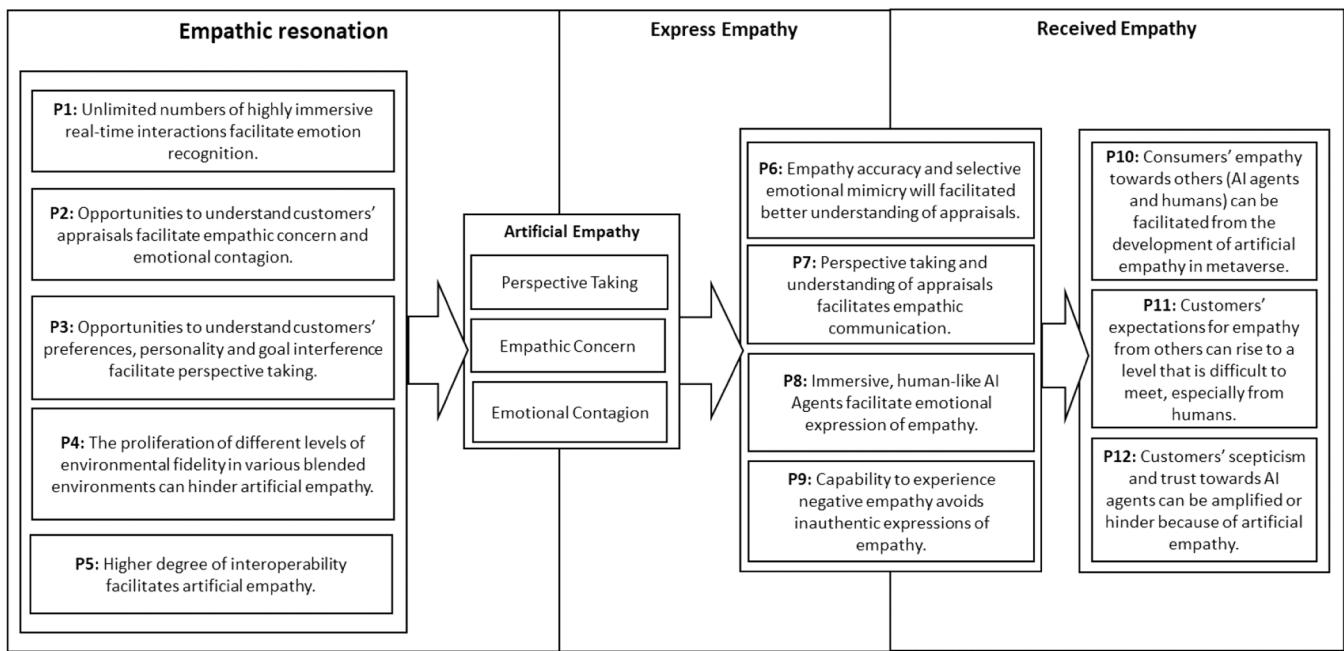 Empathic resonation
P1: Unlimited numbers of highly immersive
real-time interactions facilitate emotion
recognition.
P2: Opportunities to understand customers’
appraisals facilitate empathic concern and
emotional contagion.
P3: Opportunities to understand customers’
preferences, personality and goal interference
facilitate perspective taking.
P4: The proliferation of different levels of
environmental fidelity in various blended
environments can hinder artificial empathy.
P5: Higher degree of interoperability
facilitates artificial empathy.
Artificial Empathy
Perspective Taking
Empathic Concern
Emotional Contagion
Express Empathy
P6: Empathy accuracy and selective
emotional mimicry will facilitated
better understanding of appraisals.
P7: Perspective taking and
understanding of appraisals
facilitates empathic
communication.
P8: Immersive, human-like AI
Agents facilitate emotional
expression of empathy.
P9: Capability to experience
negative empathy avoids
inauthentic expressions of
empathy.
Received Empathy
P10: Consumers’ empathy
towards others (AI agents
and humans) can be
facilitated from the
development of artificial
empathy in metaverse.
P11: Customers’
expectations for empathy
from others can rise to a
level that is difficult to
meet, especially from
humans.
P12: Customers’ scepticism
and trust towards AI
agents can be amplified or
hinder because of artificial
empathy.